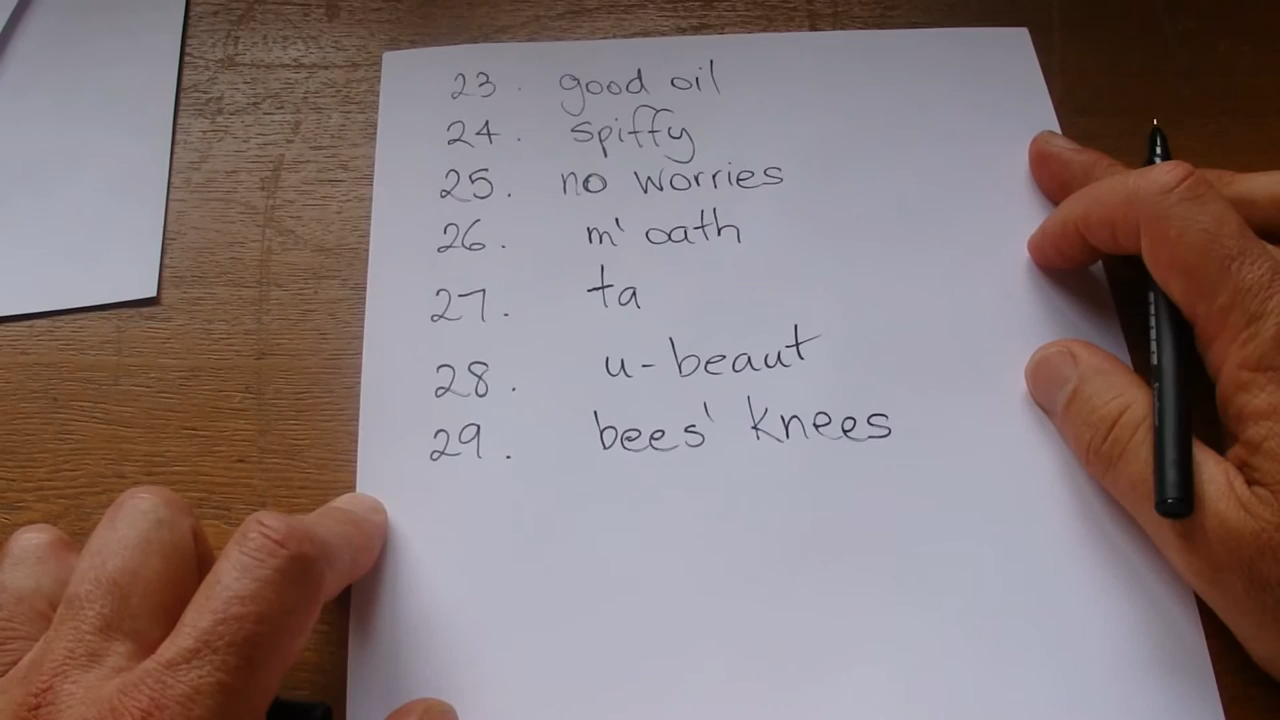 23. good oil
24. spiffy
25. no worries
26. m' oath
27. ta
28. u-beaut
29. bees' knees